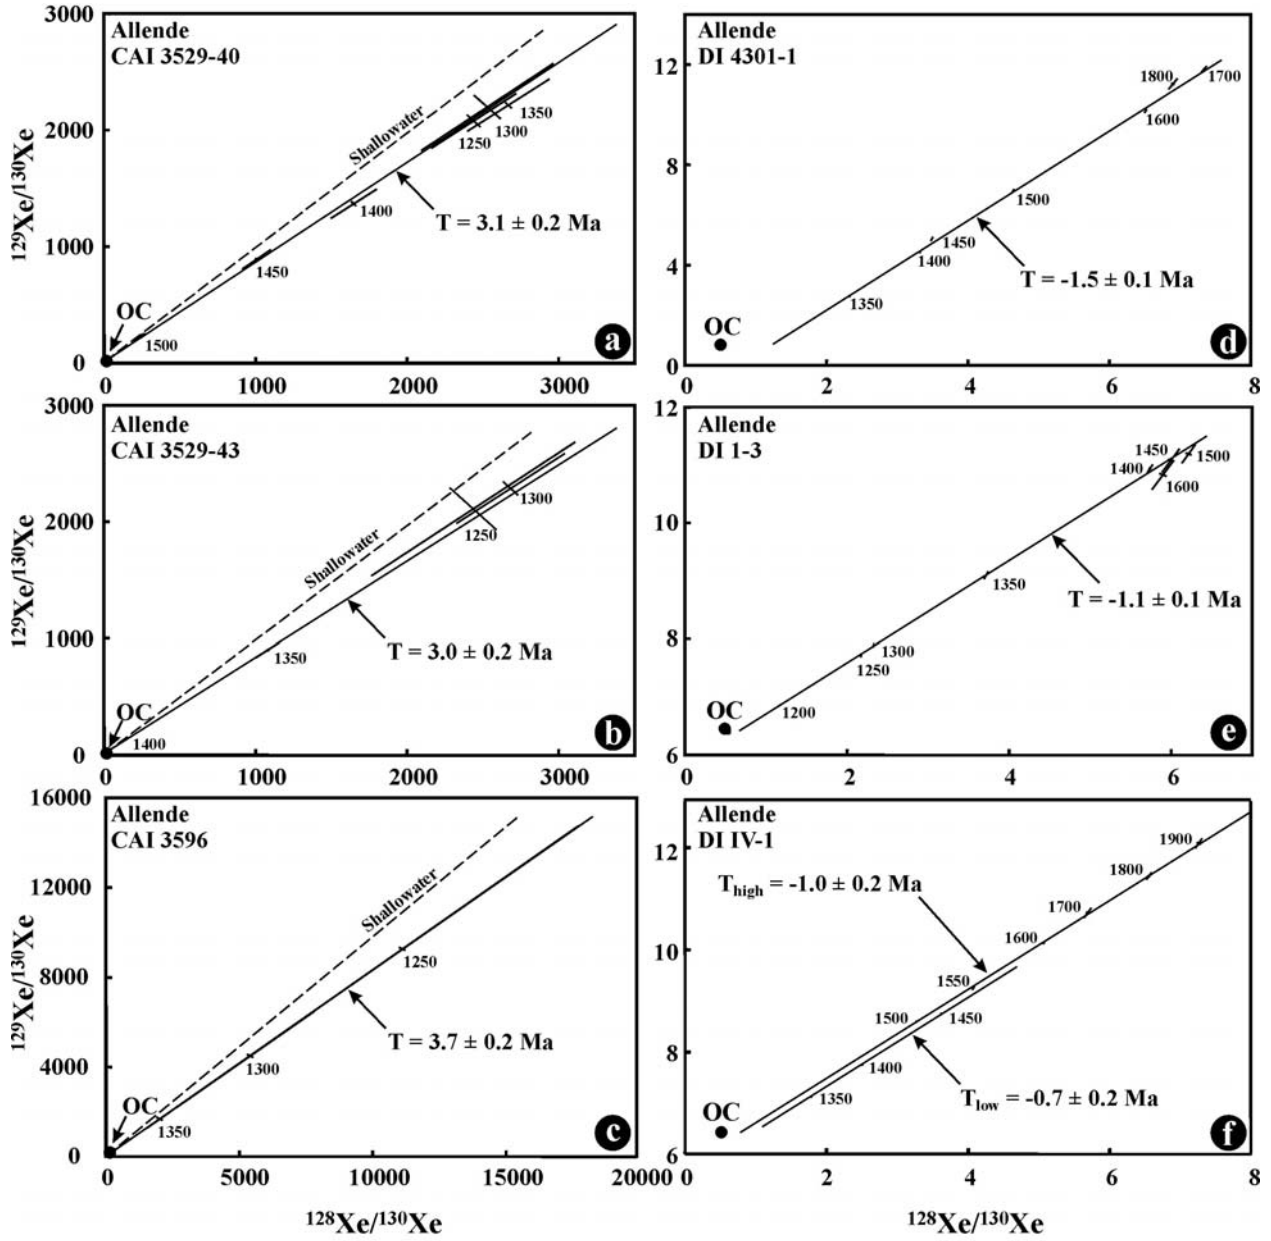 Allende
CAI 3529-40
3000
2000
1000
0
0
1000
2000
3000
¹²⁹Xe/¹³⁰Xe
Shallowater
1250
1300
1350
1400
1450
1500
T = 3.1 ± 0.2 Ma
OC
a
Allende
DI 4301-1
12
8
4
0
0
2
4
6
8
1800
1700
1600
1500
1450
1400
1350
T = -1.5 ± 0.1 Ma
OC
d
Allende
CAI 3529-43
3000
2000
1000
0
0
1000
2000
3000
¹²⁹Xe/¹³⁰Xe
Shallowater
1300
1250
1350
1400
T = 3.0 ± 0.2 Ma
OC
b
Allende
DI 1-3
12
10
8
6
0
2
4
6
1450
1400
1500
1600
1350
1300
1250
1200
T = -1.1 ± 0.1 Ma
OC
e
Allende
CAI 3596
16000
12000
8000
4000
0
0
5000
10000
15000
20000
¹²⁹Xe/¹³⁰Xe
Shallowater
1250
1300
1350
T = 3.7 ± 0.2 Ma
OC
c
¹²⁸Xe/¹³⁰Xe
Allende
DI IV-1
12
10
8
6
0
2
4
6
8
1900
1800
1700
1600
1550
1500
1450
1400
1350
T_high = -1.0 ± 0.2 Ma
T_low = -0.7 ± 0.2 Ma
OC
f
¹²⁸Xe/¹³⁰Xe